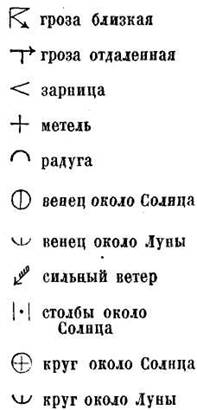 гроза близкая
гроза отдаленная
зарница
метель
радуга
венец около Солнца
венец около Луны
сильный ветер
столбы около
Солнца
круг около Солнца
круг около Луны